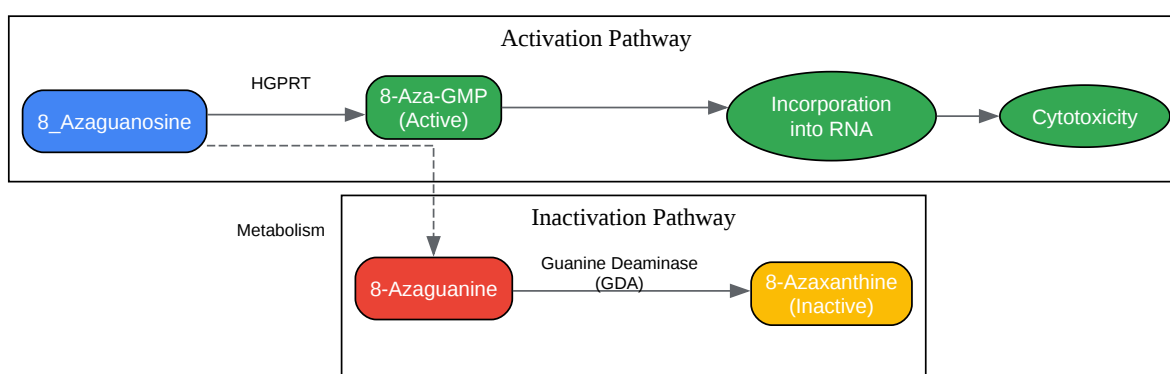 Activation Pathway
HGPRT
8_Azaguanosine
8-Aza-GMP
(Active)
Incorporation
into RNA
Cytotoxicity
Metabolism
Inactivation Pathway
8-Azaguanine
Guanine Deaminase
(GDA)
8-Azaxanthine
(Inactive)